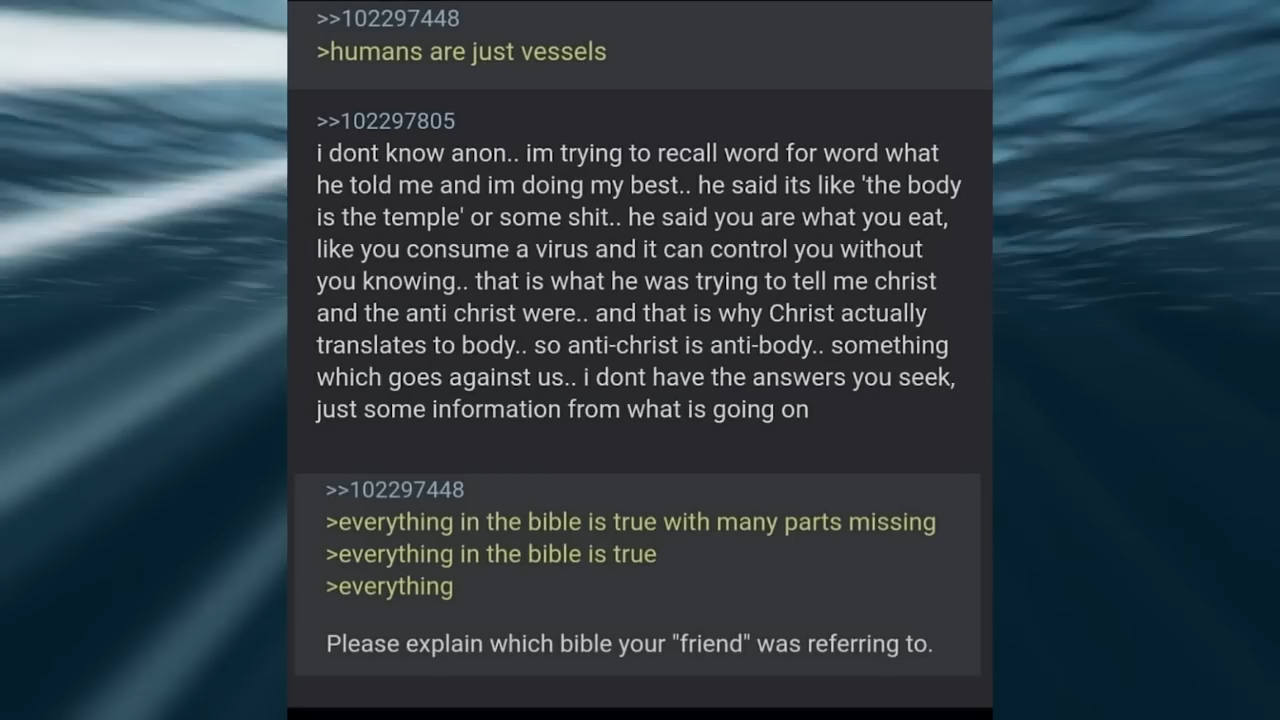 >>102297448
>humans are just vessels
>>102297805
i dont know anon.. im trying to recall word for word what
he told me and im doing my best.. he said its like 'the body
is the temple' or some shit.. he said you are what you eat,
like you consume a virus and it can control you without
you knowing.. that is what he was trying to tell me christ
and the anti christ were.. and that is why Christ actually
translates to body.. so anti-christ is anti-body.. something
which goes against us.. i dont have the answers you seek,
just some information from what is going on
>>102297448
>everything in the bible is true with many parts missing
>everything in the bible is true
>everything
Please explain which bible your "friend" was referring to.